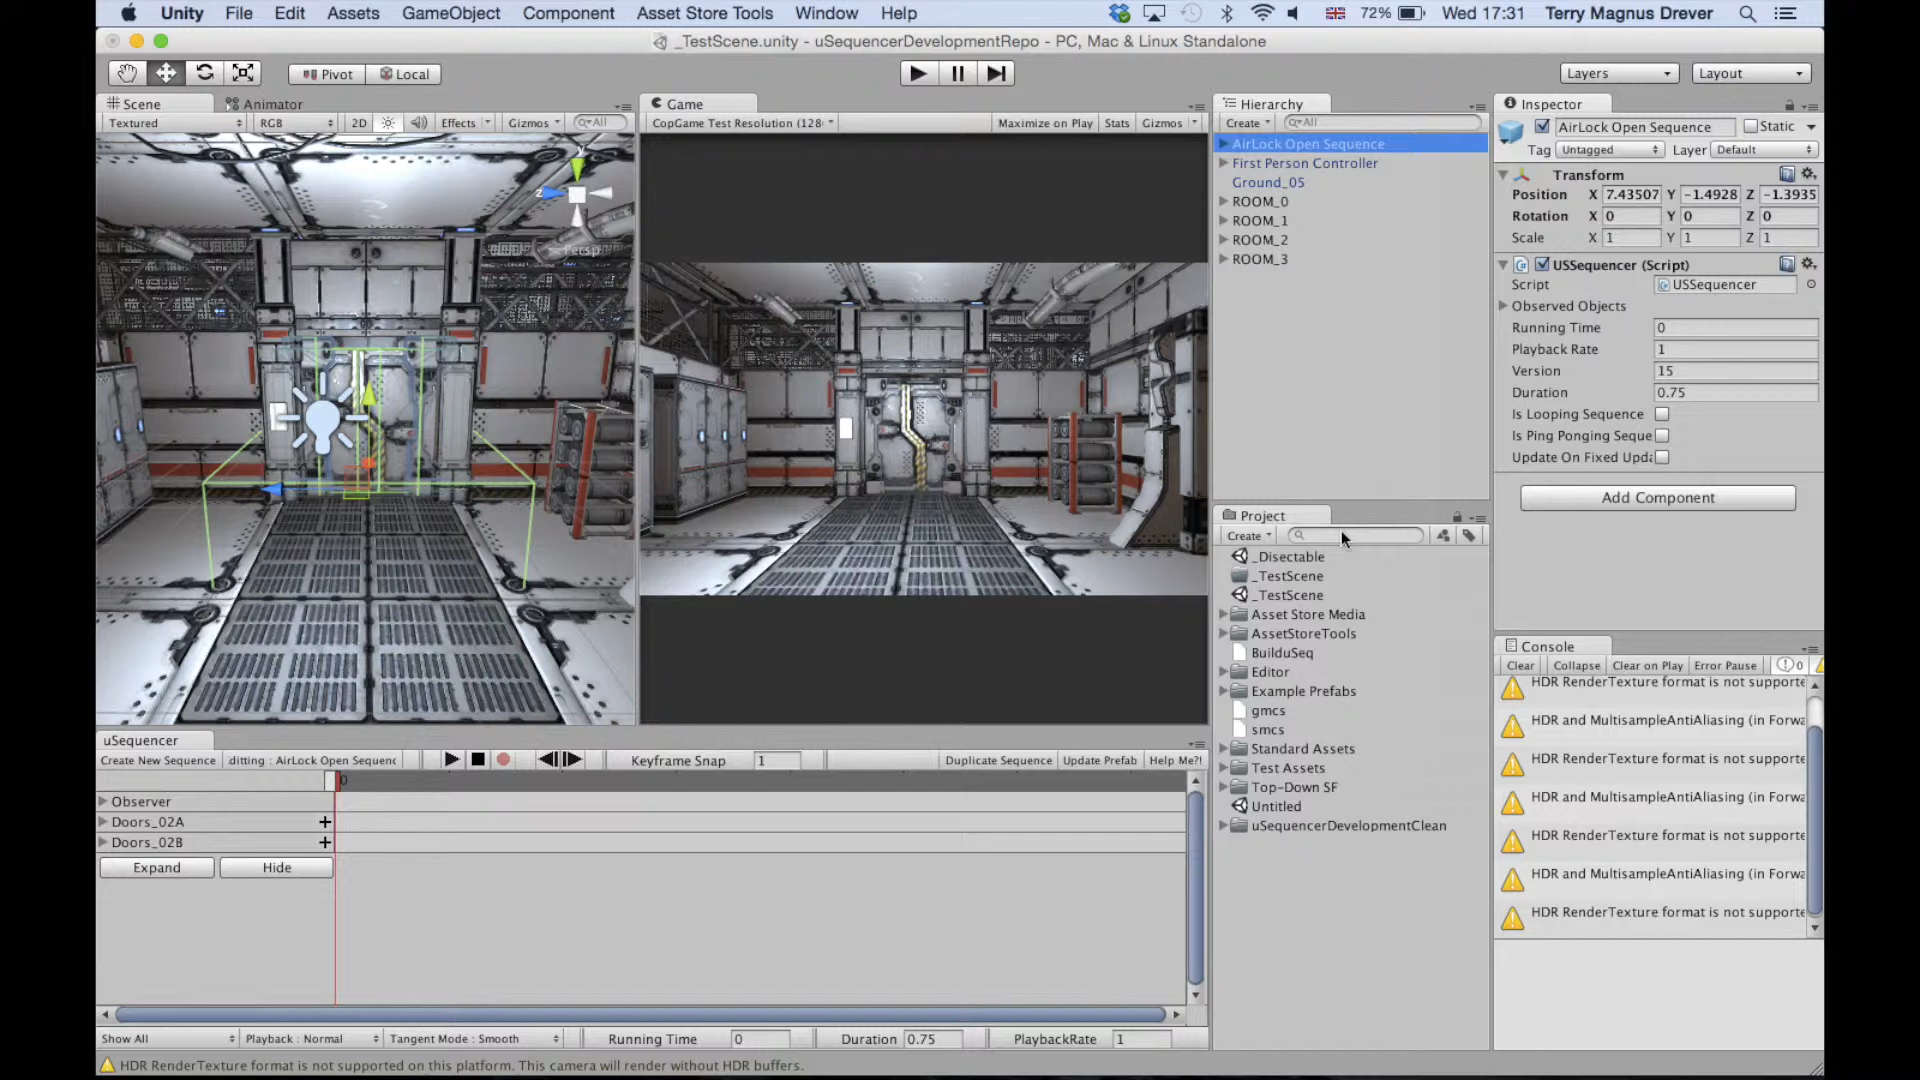 Unity File Edit Assets GameObject Component Asset Store Tools Window Help 72% Wed 17:31 Terry Magnus Drever
_TestScene.unity - uSequencerDevelopmentRepo - PC, Mac & Linux Standalone
Pivot Local Layers Layout
Scene Animator
Textured RGB 2D Effects Gizmos All
Persp
z
Game
CopGame Test Resolution (128 Maximize on Play Stats Gizmos
Hierarchy
Create All
AirLock Open Sequence
First Person Controller
Ground_05
ROOM_0
ROOM_1
ROOM_2
ROOM_3
Project
Create
_Disectable
_TestScene
_TestScene
Asset Store Media
AssetStoreTools
BuilduSeq
Editor
Example Prefabs
gmcs
smcs
Standard Assets
Test Assets
Top-Down SF
Untitled
uSequencerDevelopmentClean
Inspector
AirLock Open Sequence Static
Tag Untagged Layer Default
Transform
Position X 7.43507 Y -1.4928 Z -1.3935
Rotation X 0 Y 0 Z 0
Scale X 1 Y 1 Z 1
USSequencer (Script)
Script USSequencer
Observed Objects
Running Time 0
Playback Rate 1
Version 15
Duration 0.75
Is Looping Sequence
Is Ping Ponging Seque
Update On Fixed Upda
Add Component
Console
Clear Collapse Clear on Play Error Pause 0
HDR RenderTexture format is not supporte
HDR and MultisampleAntiAliasing (in Forwa
HDR RenderTexture format is not supporte
HDR and MultisampleAntiAliasing (in Forwa
HDR RenderTexture format is not supporte
HDR and MultisampleAntiAliasing (in Forwa
HDR RenderTexture format is not supporte
uSequencer
Create New Sequence ditting : AirLock Open Sequenc Keyframe Snap 1 Duplicate Sequence Update Prefab Help Me?!
0
Observer
Doors_02A
Doors_02B
Expand Hide
Show All Playback : Normal Tangent Mode : Smooth Running Time 0 Duration 0.75 PlaybackRate 1
HDR RenderTexture format is not supported on this platform. This camera will render without HDR buffers.